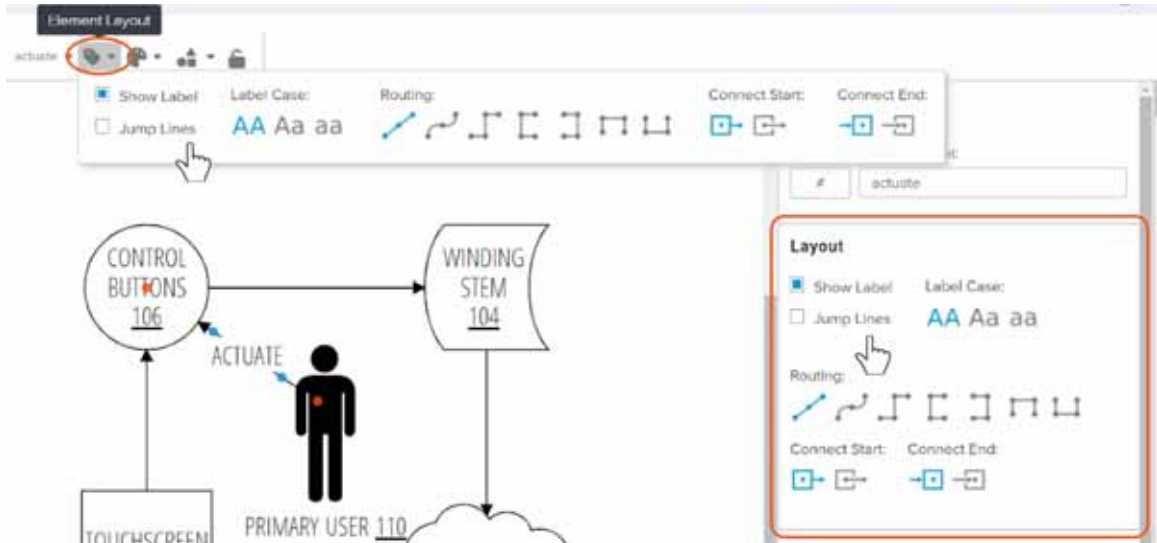 Element Layout
actuate
Show Label
Label Case:
Routing:
Connect Start:
Connect End:
Jump Lines
AA Aa aa
#
actuate
Layout
Show Label
Label Case:
Jump Lines
AA Aa aa
Routing:
Connect Start:
Connect End:
CONTROL
BUTTONS
106
WINDING
STEM
104
ACTUATE
PRIMARY USER 110
TOUCHSCREEN